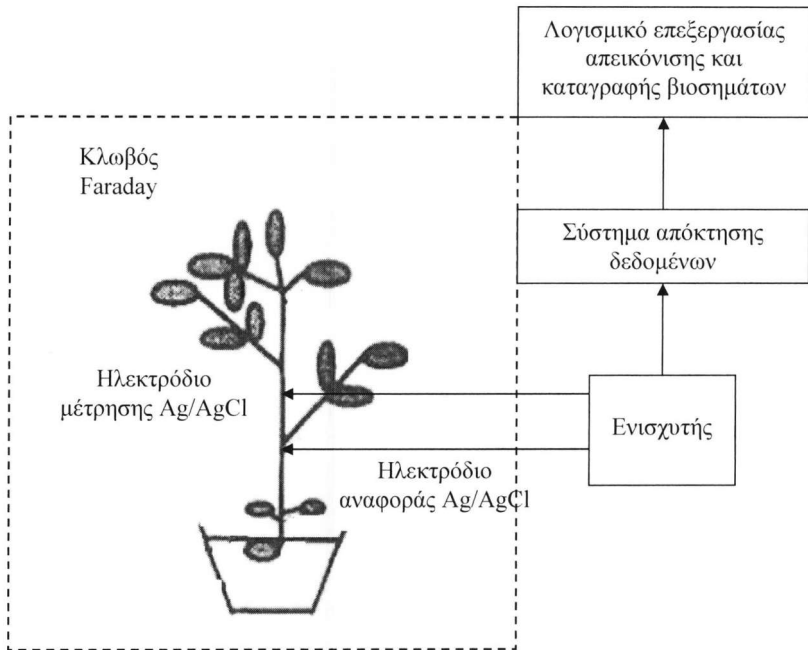 Λογισμικό επεξεργασίας
απεικόνισης και
καταγραφής βιοσημάτων
Κλωβός
Faraday
Σύστημα απόκτησης
δεδομένων
Ηλεκτρόδιο
μέτρησης Ag/AgCl
Ενισχυτής
Ηλεκτρόδιο
αναφοράς Ag/AgCl